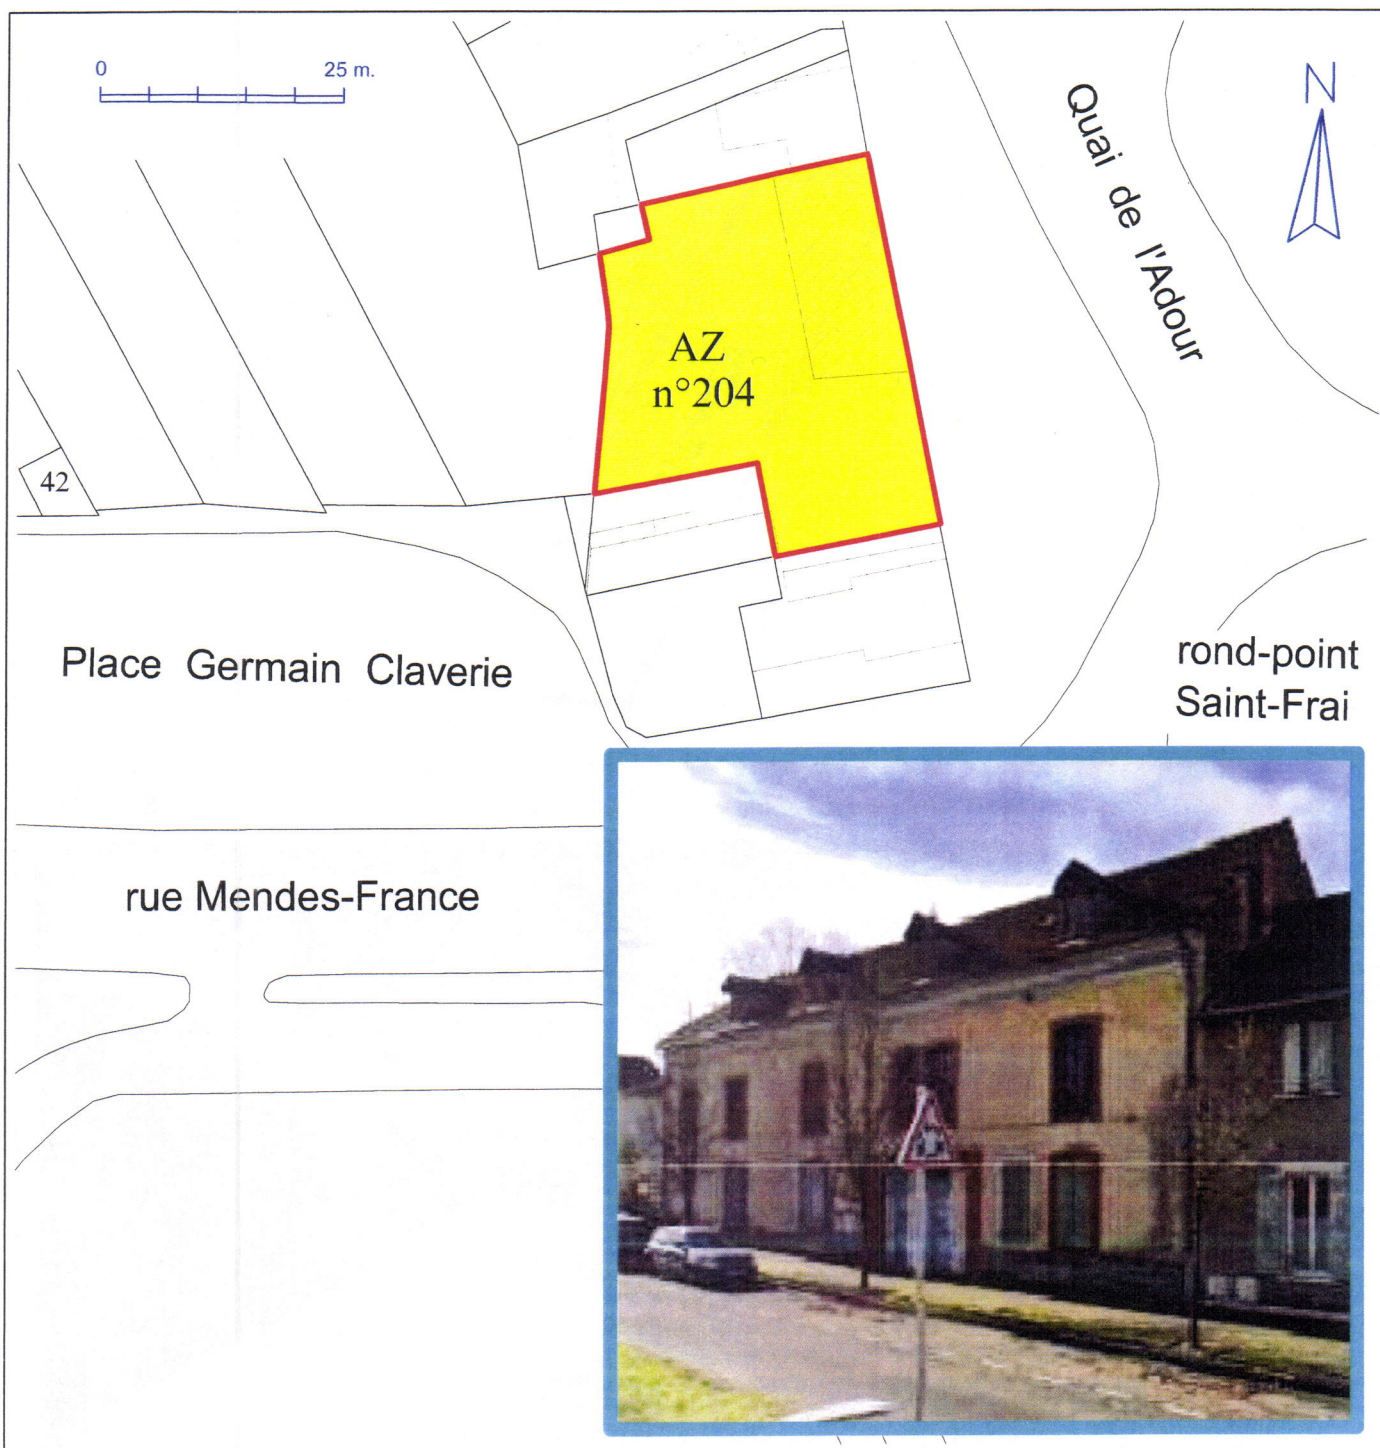 0 25 m.
N
Quai de l'Adour
AZ
n°204
42
Place Germain Claverie
rond-point
Saint-Frai
rue Mendes-France